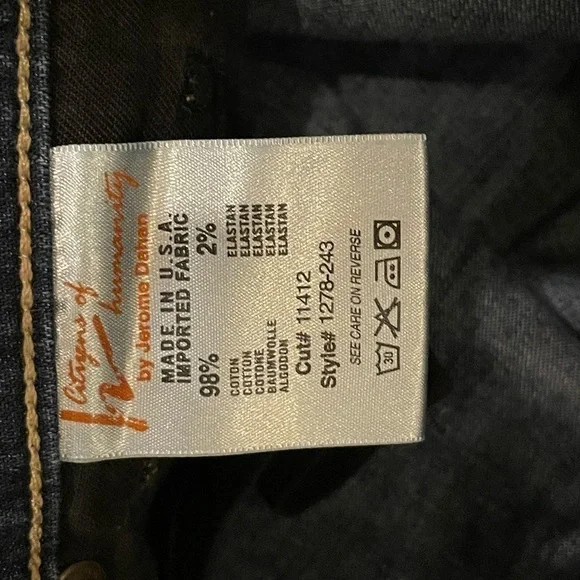 Citizens of
humanity
by Jerome Dahan
MADE IN U.S.A.
IMPORTED FABRIC
98% 2%
COTON ELASTAN
COTTON ELASTAN
COTONE ELASTAN
BAUMWOLLE ELASTAN
ALGODON ELASTAN
Cut# 11412
Style# 1278-243
SEE CARE ON REVERSE
30